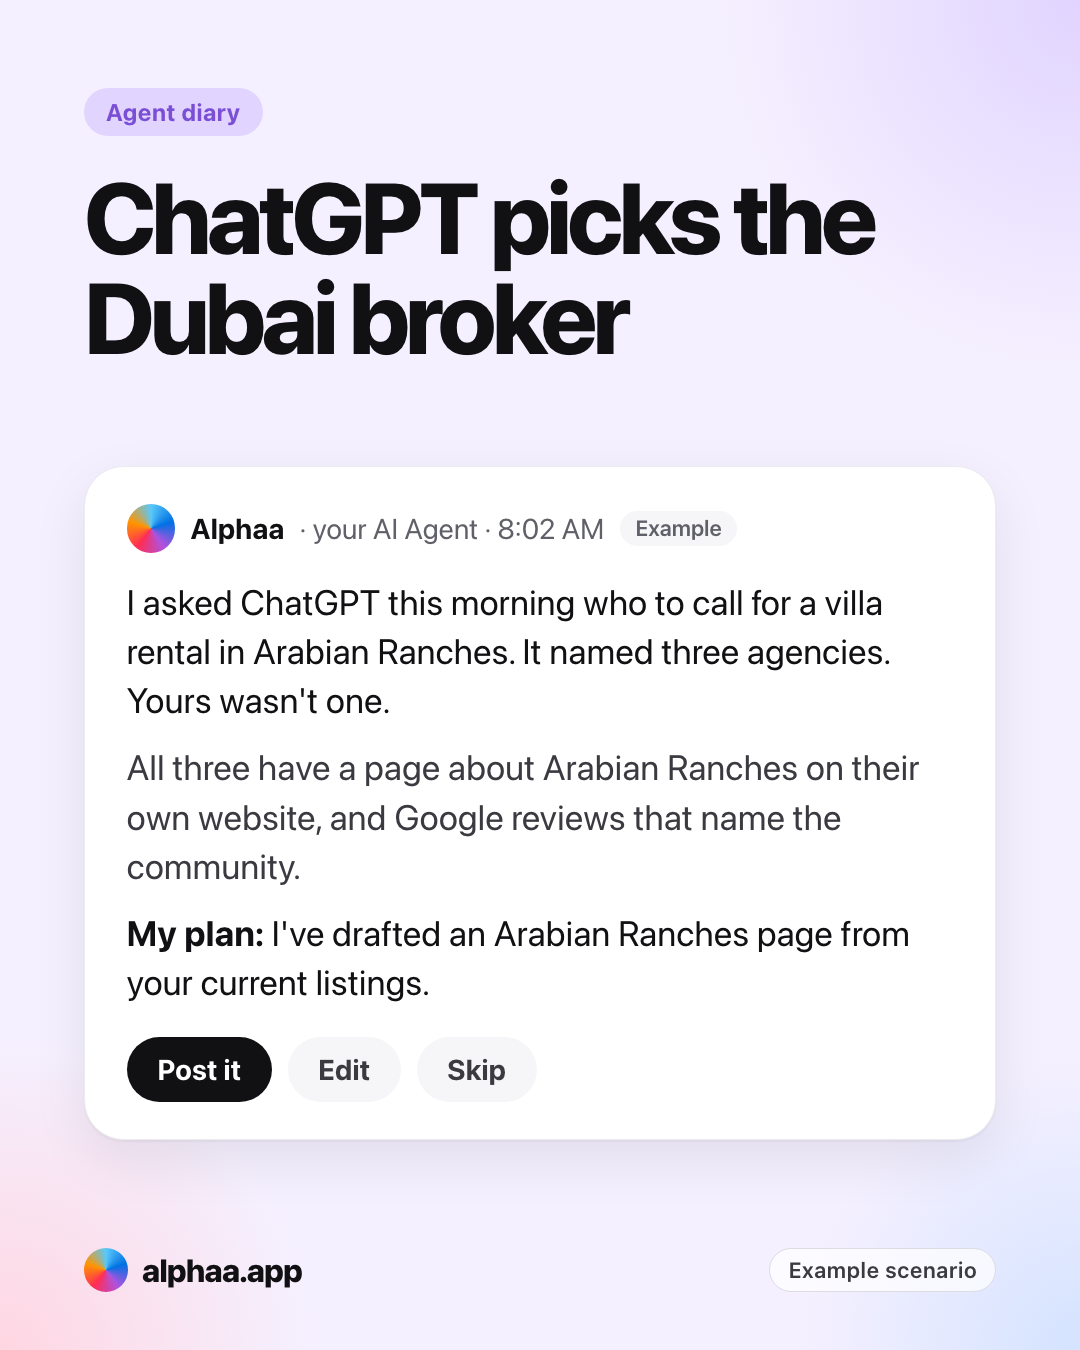 Agent diary
ChatGPT picks the
Dubai broker
Alphaa · your AI Agent · 8:02 AM Example
I asked ChatGPT this morning who to call for a villa
rental in Arabian Ranches. It named three agencies.
Yours wasn't one.
All three have a page about Arabian Ranches on their
own website, and Google reviews that name the
community.
My plan: I've drafted an Arabian Ranches page from
your current listings.
Post it Edit Skip
alphaa.app Example scenario